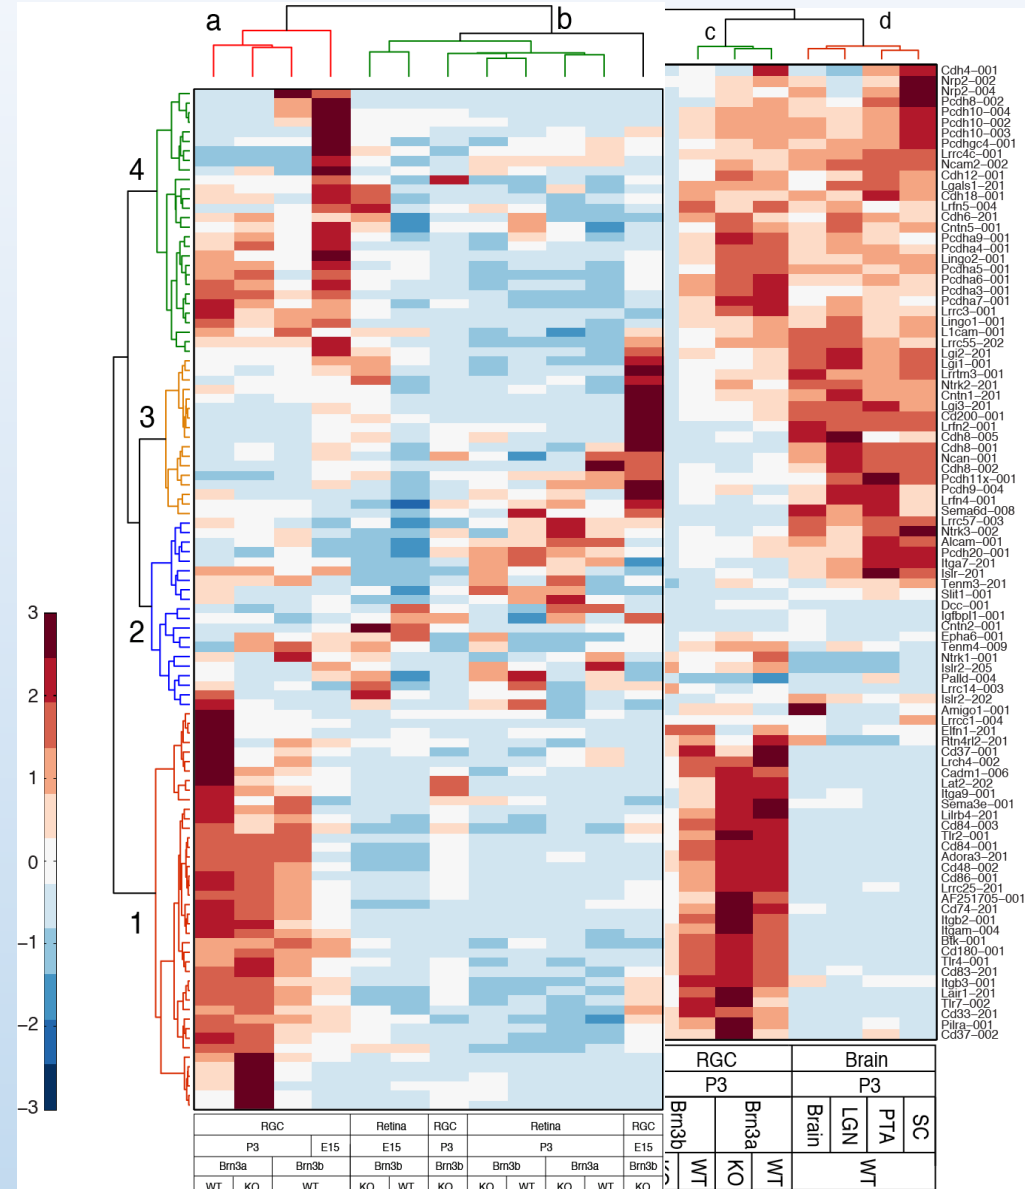 a
b
c
d
4
3
2
1
3
2
1
0
−1
−2
−3
Cdh4−001
Nrp2−002
Nrp2−004
Pcdh8−002
Pcdh10−004
Pcdh10−002
Pcdh10−003
Pcdhgc4−001
Lrrc4c−001
Ncam2−002
Cdh12−001
Lgals1−201
Cdh18−001
Lrfn5−004
Cdh6−201
Cntn5−001
Pcdha9−001
Pcdha4−001
Lingo2−001
Pcdha5−001
Pcdha6−001
Pcdha3−001
Pcdha7−001
Lrrc3−001
Lingo1−001
L1cam−001
Lrrc55−202
Lgi2−201
Lgi1−001
Lrrtm3−001
Ntrk2−201
Cntn1−201
Lgi3−201
Cd200−001
Lrfn2−001
Cdh8−005
Cdh8−001
Ncan−001
Cdh8−002
Pcdh11x−001
Pcdh9−004
Lrfn4−001
Sema6d−008
Lrrc57−003
Ntrk3−002
Alcam−001
Pcdh20−001
Itga7−201
Islr−201
Tenm3−201
Slit1−001
Dcc−001
Igfbpl1−001
Cntn2−001
Epha6−001
Tenm4−009
Ntrk1−001
Islr2−205
Palld−004
Lrrc14−003
Islr2−202
Amigo1−001
Lrrcc1−004
Elfn1−201
Rtn4rl2−201
Cd37−001
Lrch4−002
Cadm1−006
Lat2−202
Itga9−001
Sema3e−001
Lilrb4−201
Cd84−003
Tlr2−001
Cd84−001
Adora3−201
Cd48−002
Cd86−001
Lrrc25−201
AF251705−001
Cd74−201
Itgb2−001
Itgam−004
Btk−001
Cd180−001
Tlr4−001
Cd83−201
Itgb3−001
Lair1−201
Tlr7−002
Cd33−201
Pilra−001
Cd37−002
RGC Retina RGC Retina RGC
P3 E15 E15 P3 P3 E15
Brn3a Brn3b Brn3b Brn3b Brn3b Brn3a Brn3b
WT KO WT KO WT KO KO WT KO WT KO
RGC Brain
P3 P3
Brn3b Brn3a Brain LGN PTA SC
WT KO WT WT